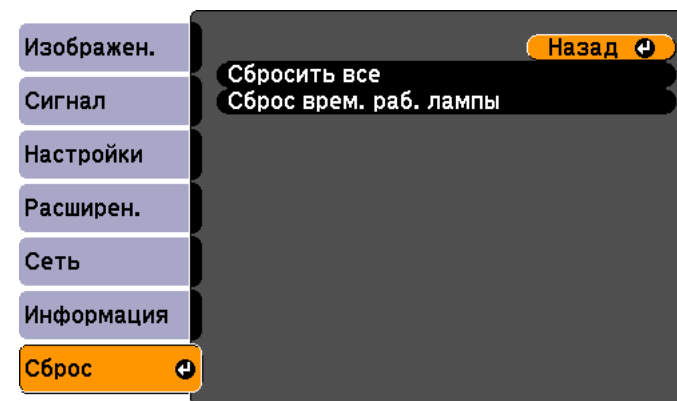 Изображен.
Сигнал
Настройки
Расширен.
Сеть
Информация
Сброс
Назад
Сбросить все
Сброс врем. раб. лампы